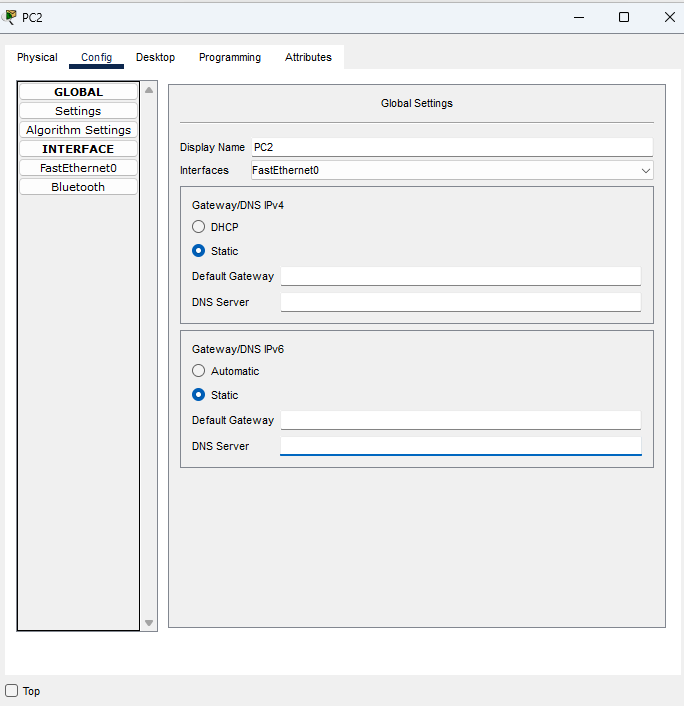 PC2
Physical Config Desktop Programming Attributes
GLOBAL
Settings
Algorithm Settings
INTERFACE
FastEthernet0
Bluetooth
Global Settings
Display Name PC2
Interfaces FastEthernet0
Gateway/DNS IPv4
DHCP
Static
Default Gateway
DNS Server
Gateway/DNS IPv6
Automatic
Static
Default Gateway
DNS Server
Top